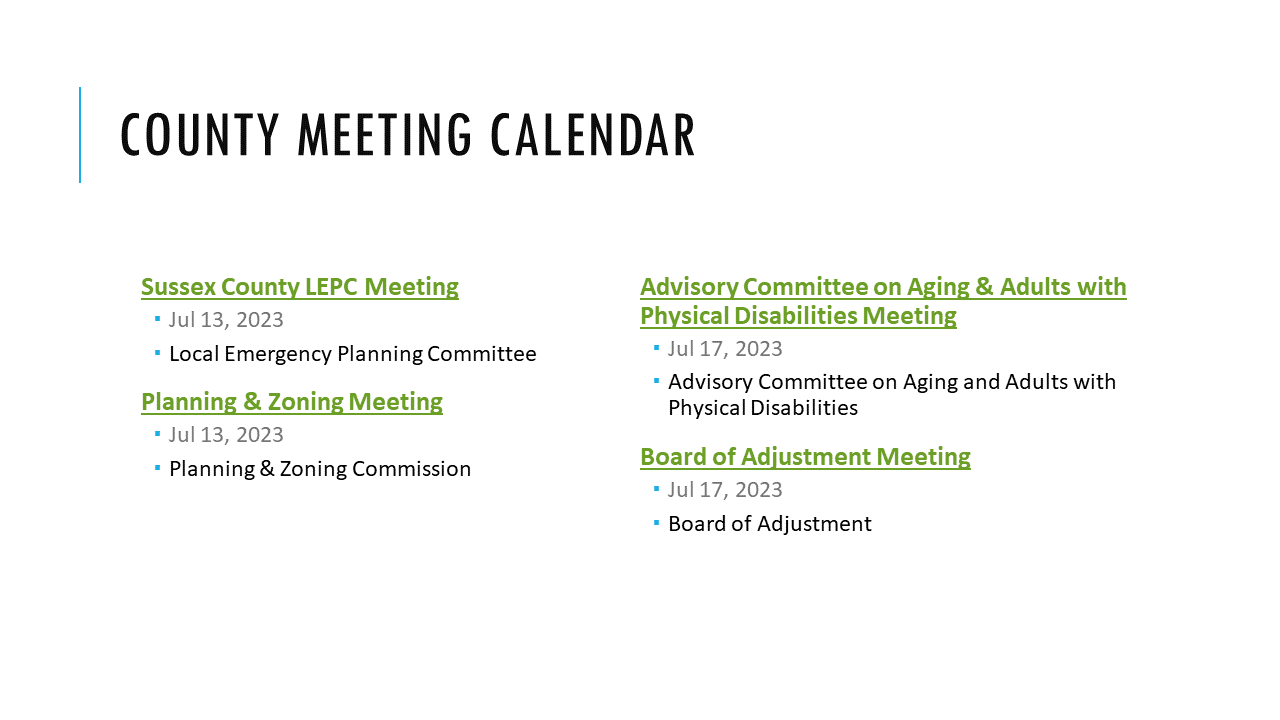 COUNTY MEETING CALENDAR
Sussex County LEPC Meeting
Jul 13, 2023
Local Emergency Planning Committee
Planning & Zoning Meeting
Jul 13, 2023
Planning & Zoning Commission
Advisory Committee on Aging & Adults with
Physical Disabilities Meeting
Jul 17, 2023
Advisory Committee on Aging and Adults with
Physical Disabilities
Board of Adjustment Meeting
Jul 17, 2023
Board of Adjustment